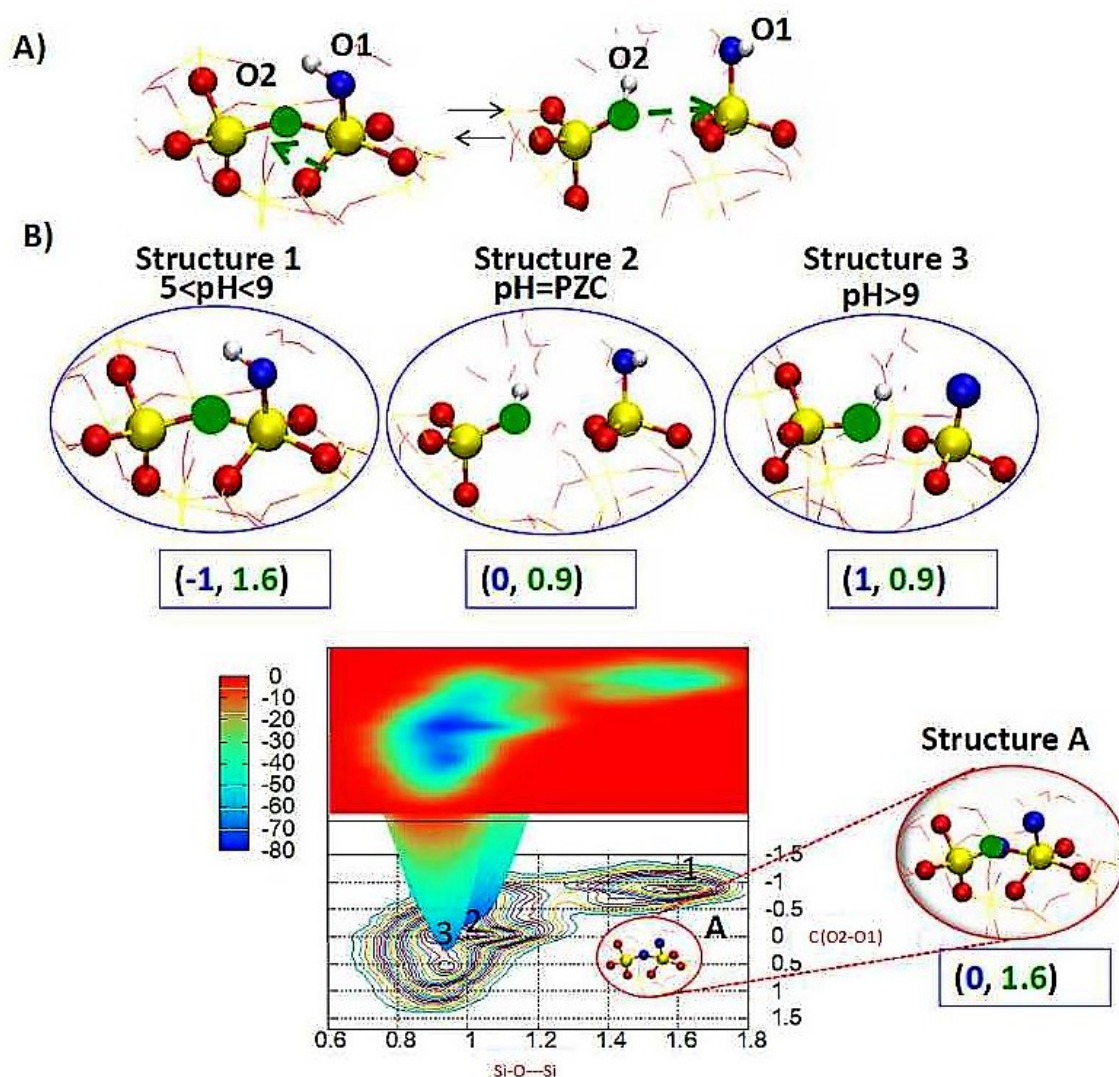 A)
O1
O2
O2
O1
B)
Structure 1
5<pH<9
Structure 2
pH=PZC
Structure 3
pH>9
(-1, 1.6)
(0, 0.9)
(1, 0.9)
0
-10
-20
-30
-40
-50
-60
-70
-80
Structure A
-1.5
-1
-0.5
0
0.5
1
1.5
1
2
3
A
C(O2-O1)
(0, 1.6)
0.6 0.8 1 1.2 1.4 1.6 1.8
Si-O---Si